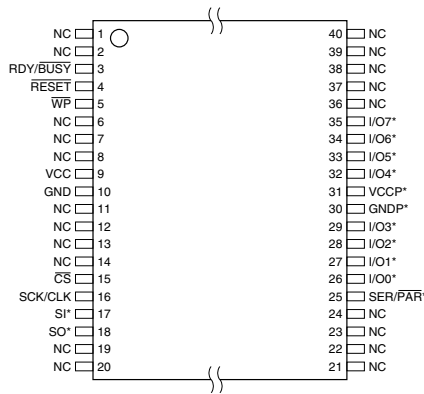 NC 1 40 NC
NC 2 39 NC
RDY/BUSY 3 38 NC
RESET 4 37 NC
WP 5 36 NC
NC 6 35 I/O7*
NC 7 34 I/O6*
NC 8 33 I/O5*
VCC 9 32 I/O4*
GND 10 31 VCCP*
NC 11 30 GNDP*
NC 12 29 I/O3*
NC 13 28 I/O2*
NC 14 27 I/O1*
CS 15 26 I/O0*
SCK/CLK 16 25 SER/PAR*
SI* 17 24 NC
SO* 18 23 NC
NC 19 22 NC
NC 20 21 NC